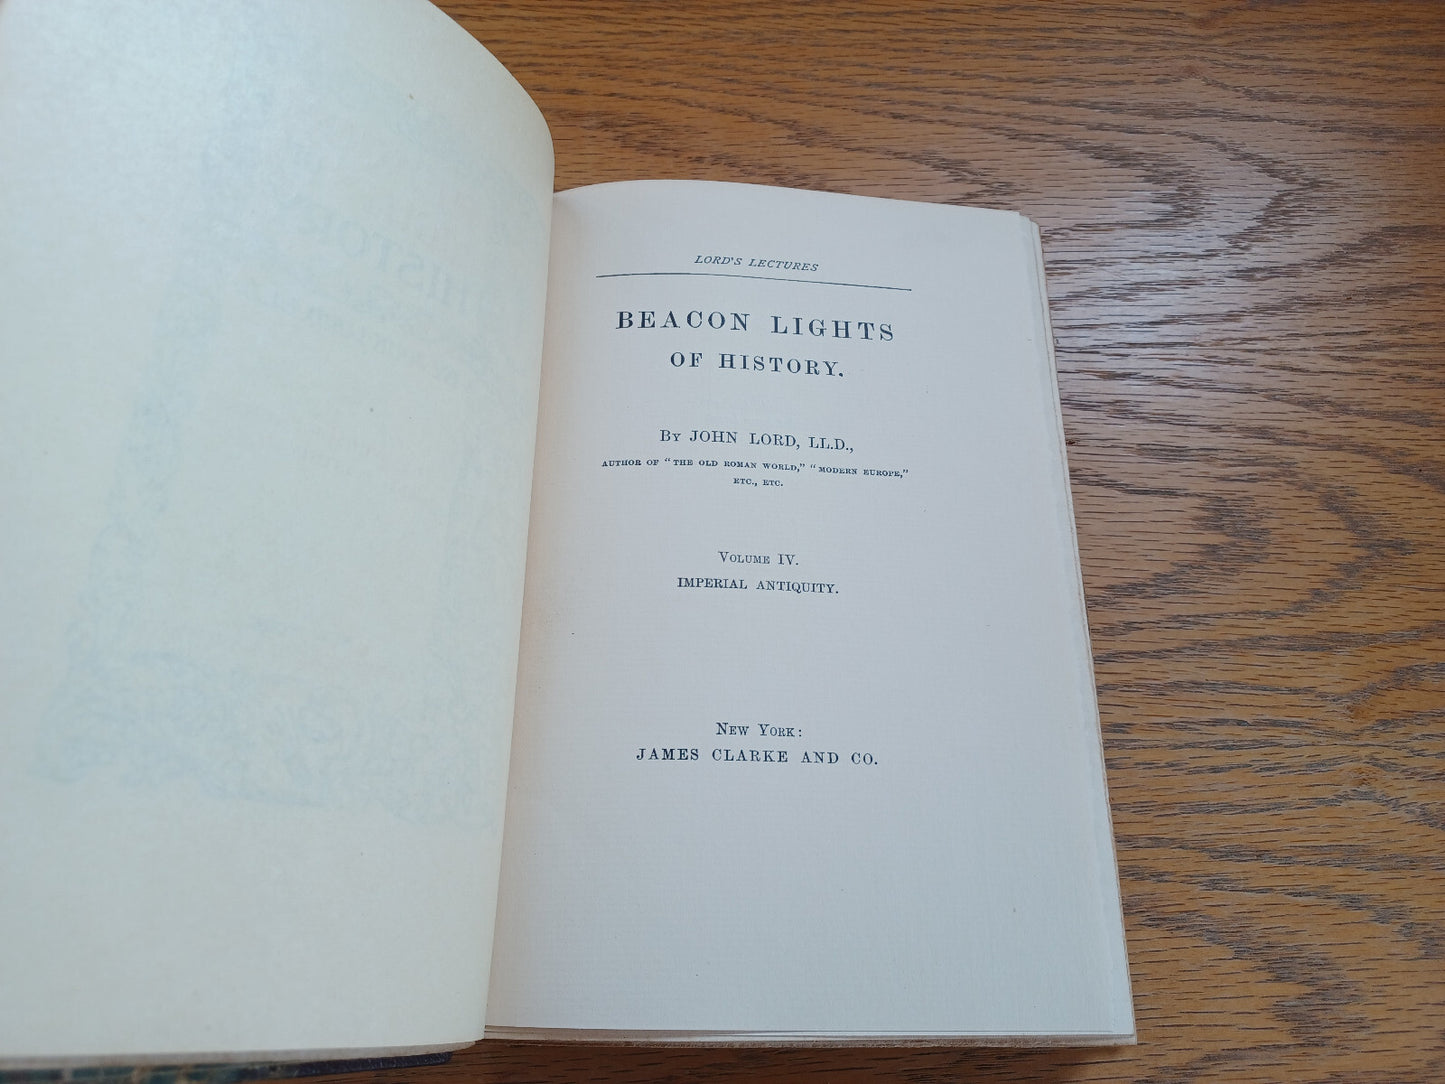 LORD'S LECTURES
BEACON LIGHTS
OF HISTORY.
BY JOHN LORD, LL.D.,
AUTHOR OF "THE OLD ROMAN WORLD," "MODERN EUROPE,"
ETC., ETC.
VOLUME IV.
IMPERIAL ANTIQUITY.
NEW YORK:
JAMES CLARKE AND CO.